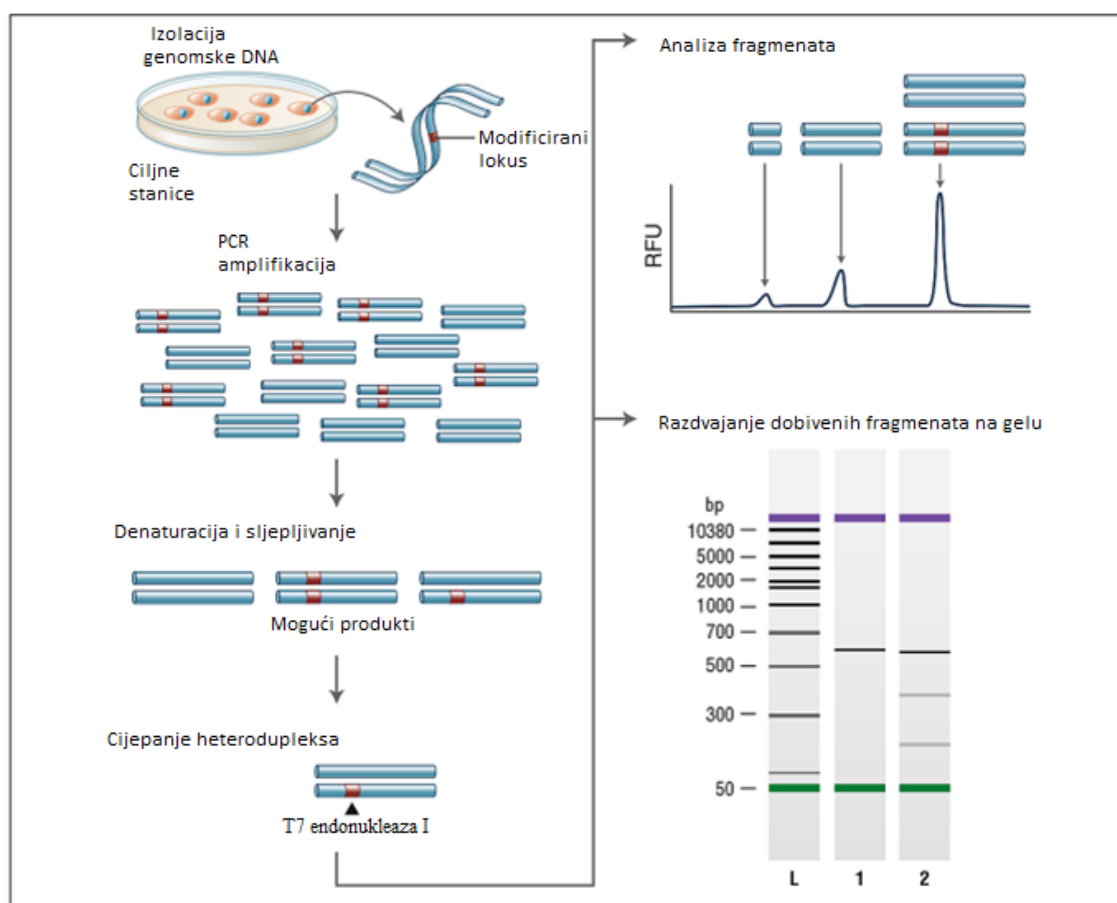 Izolacija
genomske DNA
Ciljne
stanice
Modificirani
lokus
PCR
amplifikacija
Denaturacija i sljepljivanje
Mogući produkti
Cijepanje heterodupleksa
T7 endonukleaza I
Analiza fragmenata
RFU
Razdvajanje dobivenih fragmenata na gelu
bp
10380
5000
2000
1000
700
500
300
50
L 1 2